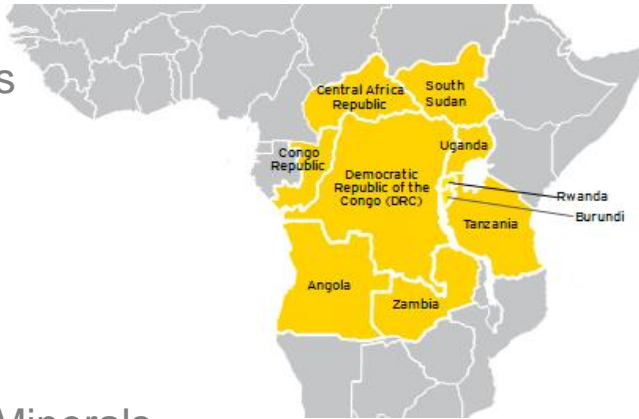 s
Central Africa
Republic
South
Sudan
Uganda
Congo
Republic
Democratic
Republic of the
Congo (DRC)
Rwanda
Burundi
Tanzania
Angola
Zambia
Minerals